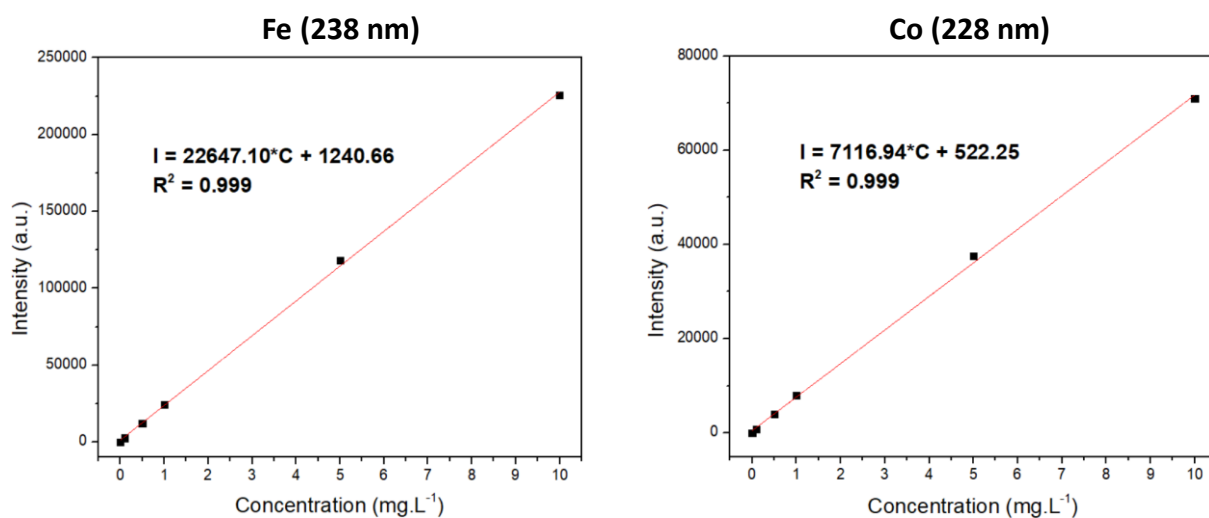 Fe (238 nm)
250000
200000
150000
100000
50000
0
Intensity (a.u.)
I = 22647.10*C + 1240.66
R² = 0.999
0 1 2 3 4 5 6 7 8 9 10
Concentration (mg.L⁻¹)
Co (228 nm)
80000
60000
40000
20000
0
Intensity (a.u.)
I = 7116.94*C + 522.25
R² = 0.999
0 1 2 3 4 5 6 7 8 9 10
Concentration (mg.L⁻¹)